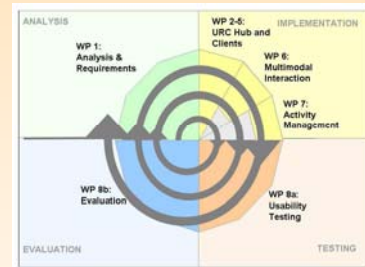 ANALYSIS
IMPLEMENTATION
WP 1:
Analysis &
Requirements
WP 2-5:
URC Hub and
Clients
WP 6:
Multimodal
Interaction
WP 7:
Activity
Management
WP 8b:
Evaluation
WP 8a:
Usability
Testing
EVALUATION
TESTING